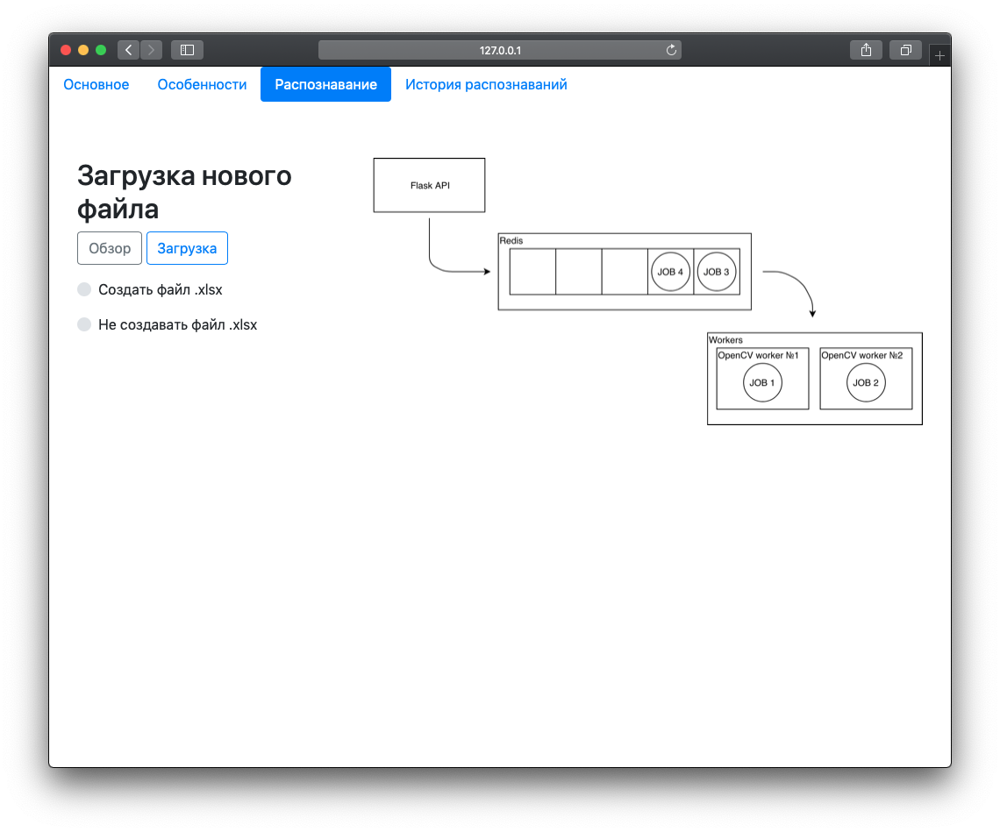 127.0.0.1
Основное
Особенности
Распознавание
История распознаваний
Загрузка нового
файла
Обзор
Загрузка
Создать файл .xlsx
Не создавать файл .xlsx
Flask API
Redis
JOB 4
JOB 3
Workers
OpenCV worker №1
JOB 1
OpenCV worker №2
JOB 2